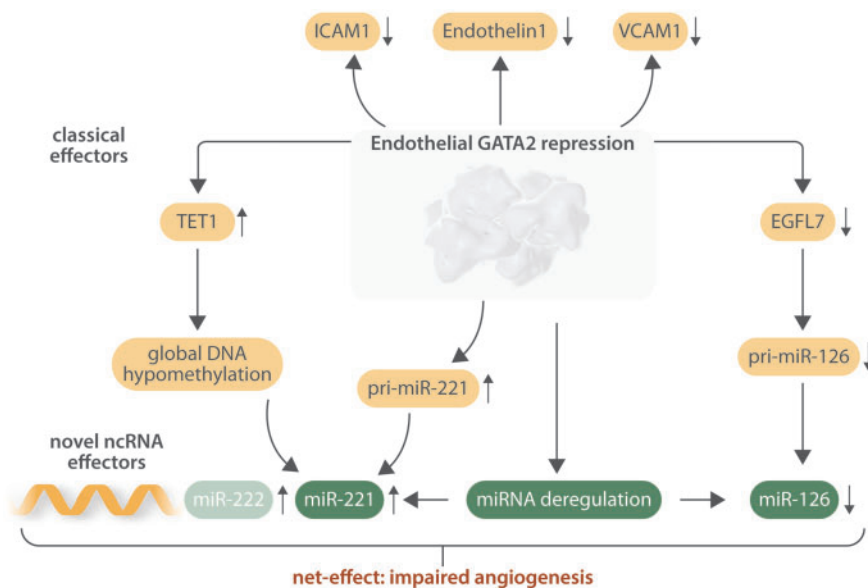 ICAM1 ↓
Endothelin1 ↓
VCAM1 ↓
classical
effectors
Endothelial GATA2 repression
TET1 ↑
EGFL7 ↓
global DNA
hypomethylation
pri-miR-221 ↑
pri-miR-126 ↓
novel ncRNA
effectors
miR-222 ↑
miR-221 ↑
miRNA deregulation
miR-126 ↓
net-effect: impaired angiogenesis